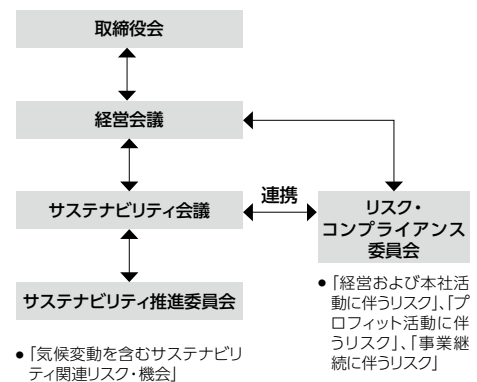 取締役会
経営会議
サステナビリティ会議
連携
リスク・
コンプライアンス
委員会
サステナビリティ推進委員会
●「気候変動を含むサステナビリ
ティ関連リスク・機会」
●「経営および本社活
動に伴うリスク」、「プ
ロフィット活動に伴
うリスク」、「事業継
続に伴うリスク」